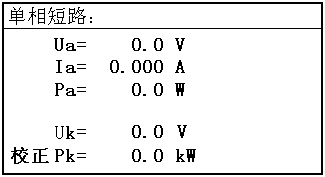 单相短路：
Ua= 0.0 V
Ia= 0.000 A
Pa= 0.0 W
Uk= 0.0 V
校正Pk= 0.0 kW